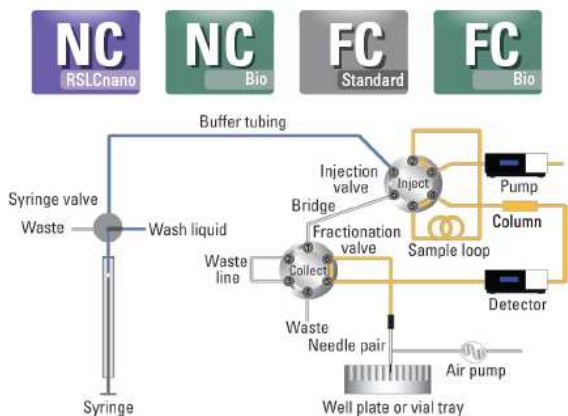 NC
RSLCnano
NC
Bio
FC
Standard
FC
Bio
Buffer tubing
Injection
valve
Inject
Pump
Syringe valve
Waste
Wash liquid
Bridge
Column
Fractionation
valve
Sample loop
Waste
line
Collect
Detector
Waste
Needle pair
Air pump
Syringe
Well plate or vial tray